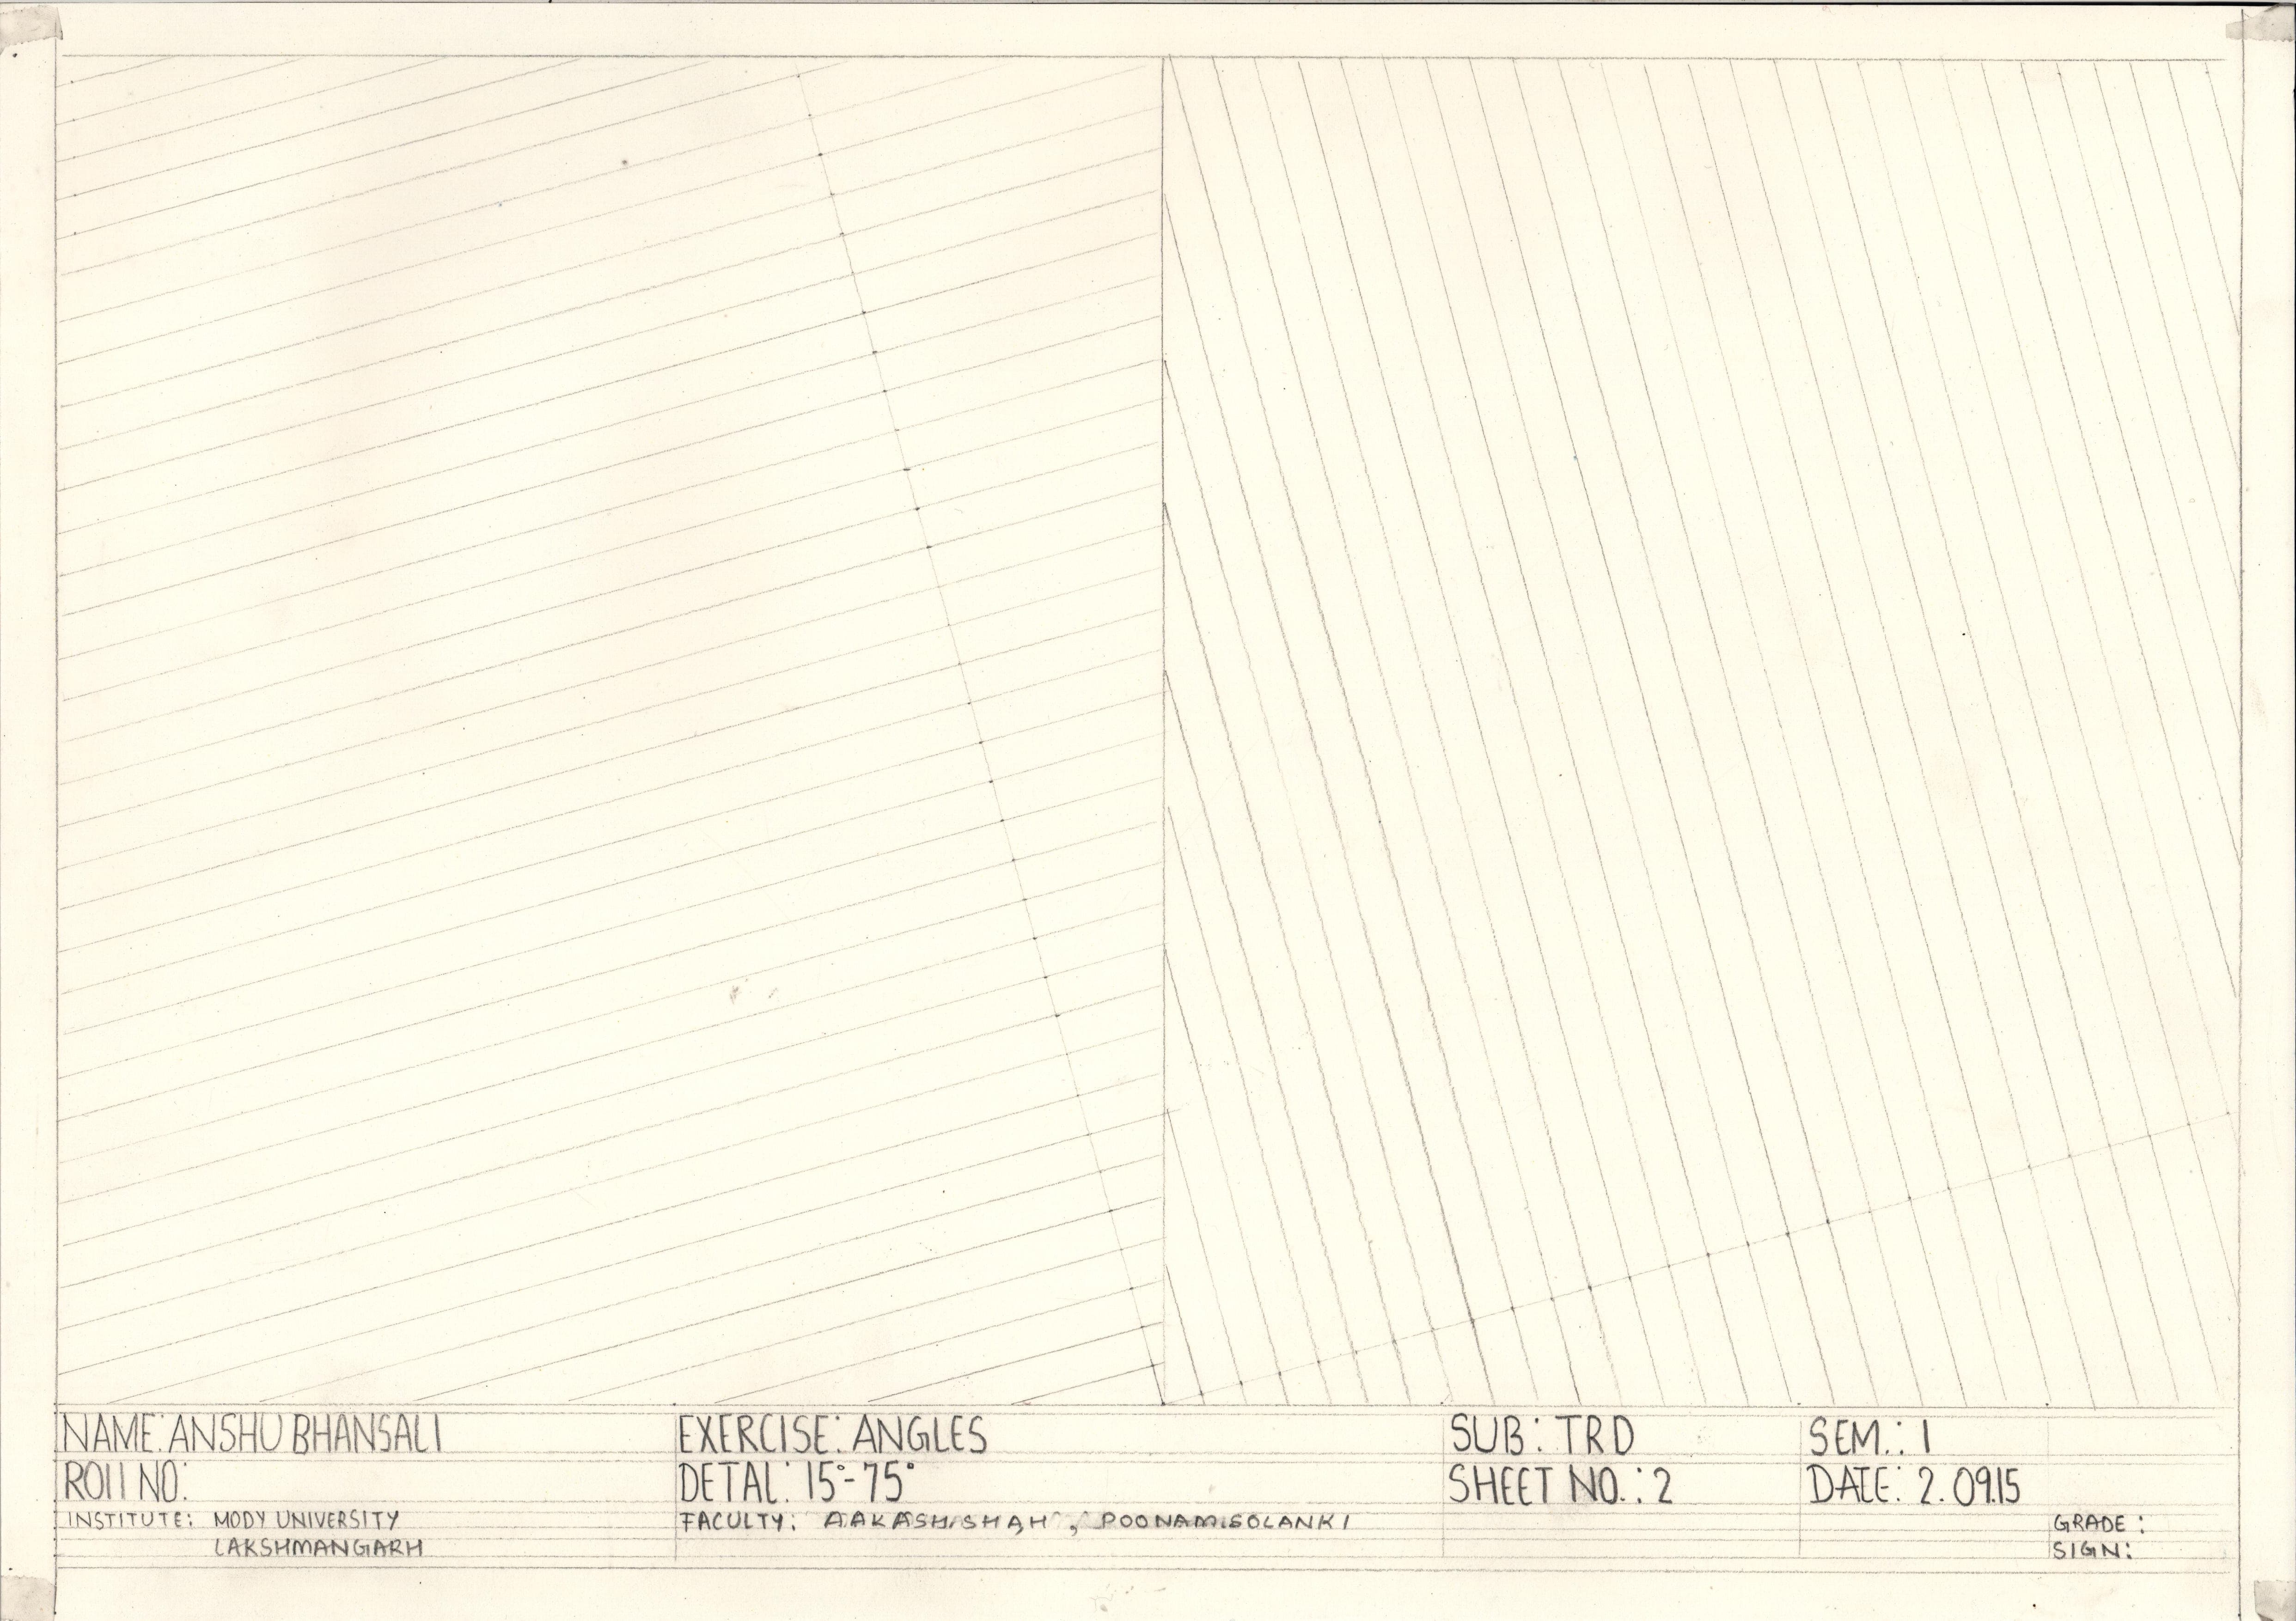 NAME: ANSHU BHANSALI
ROll NO:
INSTITUTE: MODY UNIVERSITY
LAKSHMANGARH
EXERCISE: ANGLES
DETAL: 15°-75°
FACULTY: AAKASH SHAH, POONAM SOLANKI
SUB: TRD
SHEET NO.: 2
SEM.: 1
DATE: 2.09.15
GRADE:
SIGN: